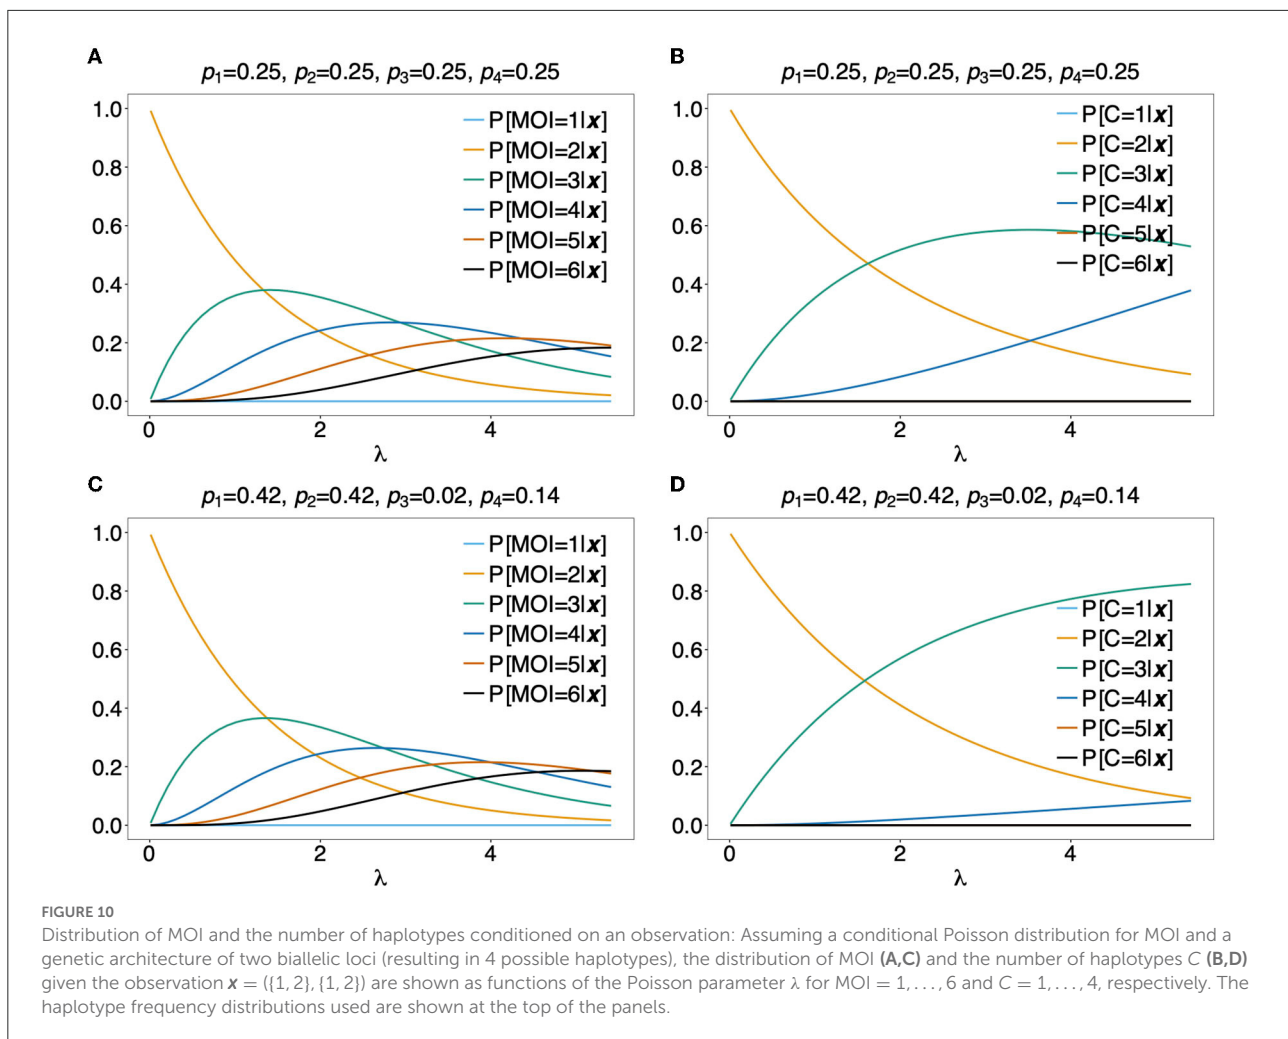 A
p1=0.25, p2=0.25, p3=0.25, p4=0.25
1.0
0.8
0.6
0.4
0.2
0.0
P[MOI=1|x]
P[MOI=2|x]
P[MOI=3|x]
P[MOI=4|x]
P[MOI=5|x]
P[MOI=6|x]
0 2 4
λ
B
p1=0.25, p2=0.25, p3=0.25, p4=0.25
1.0
0.8
0.6
0.4
0.2
0.0
P[C=1|x]
P[C=2|x]
P[C=3|x]
P[C=4|x]
P[C=5|x]
P[C=6|x]
0 2 4
λ
C
p1=0.42, p2=0.42, p3=0.02, p4=0.14
1.0
0.8
0.6
0.4
0.2
0.0
P[MOI=1|x]
P[MOI=2|x]
P[MOI=3|x]
P[MOI=4|x]
P[MOI=5|x]
P[MOI=6|x]
0 2 4
λ
D
p1=0.42, p2=0.42, p3=0.02, p4=0.14
1.0
0.8
0.6
0.4
0.2
0.0
P[C=1|x]
P[C=2|x]
P[C=3|x]
P[C=4|x]
P[C=5|x]
P[C=6|x]
0 2 4
λ
FIGURE 10
Distribution of MOI and the number of haplotypes conditioned on an observation: Assuming a conditional Poisson distribution for MOI and a
genetic architecture of two biallelic loci (resulting in 4 possible haplotypes), the distribution of MOI (A,C) and the number of haplotypes C (B,D)
given the observation x = ({1, 2}, {1, 2}) are shown as functions of the Poisson parameter λ for MOI = 1, . . . , 6 and C = 1, . . . , 4, respectively. The
haplotype frequency distributions used are shown at the top of the panels.